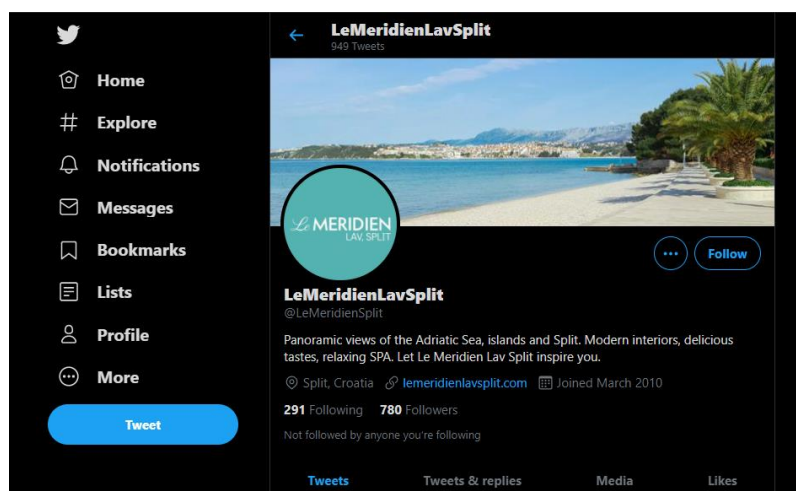 Home
Explore
Notifications
Messages
Bookmarks
Lists
Profile
More
Tweet
LeMeridienLavSplit
949 Tweets
Le MERIDIEN
LAV, SPLIT
Follow
LeMeridienLavSplit
@LeMeridienSplit
Panoramic views of the Adriatic Sea, islands and Split. Modern interiors, delicious
tastes, relaxing SPA. Let Le Meridien Lav Split inspire you.
Split, Croatia lemeridienlavsplit.com Joined March 2010
291 Following 780 Followers
Not followed by anyone you're following
Tweets Tweets & replies Media Likes